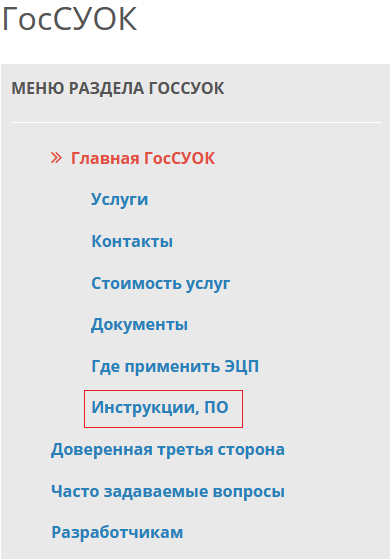 ГосСУОК
МЕНЮ РАЗДЕЛА ГОССУОК
» Главная ГосСУОК
Услуги
Контакты
Стоимость услуг
Документы
Где применить ЭЦП
Инструкции, ПО
Доверенная третья сторона
Часто задаваемые вопросы
Разработчикам